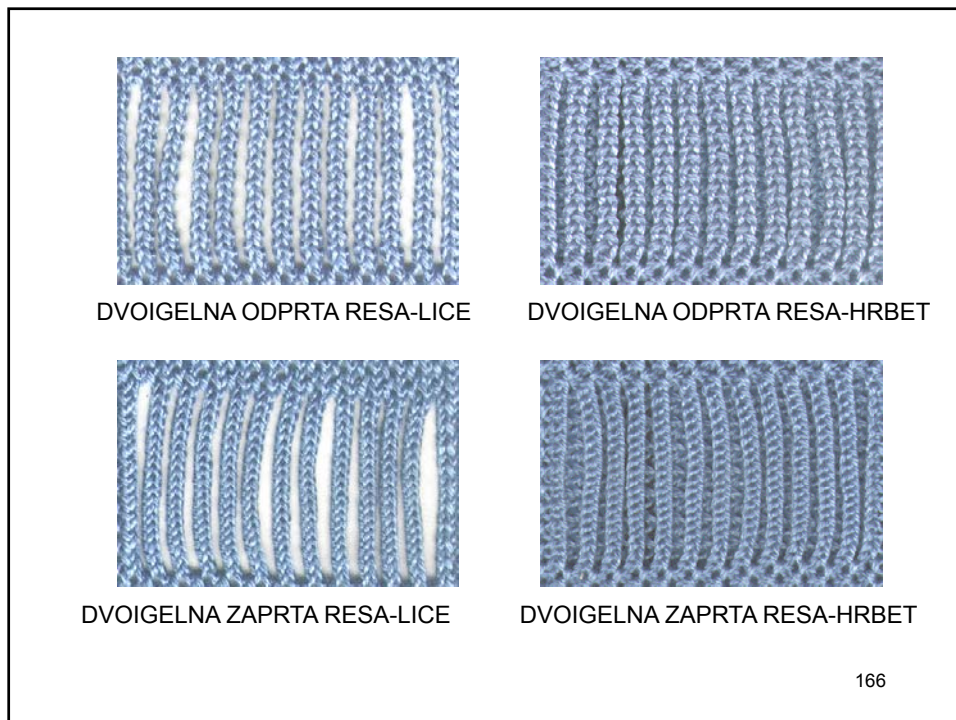 DVOIGELNA ODPRTA RESA-LICE
DVOIGELNA ODPRTA RESA-HRBET
DVOIGELNA ZAPRTA RESA-LICE
DVOIGELNA ZAPRTA RESA-HRBET
166